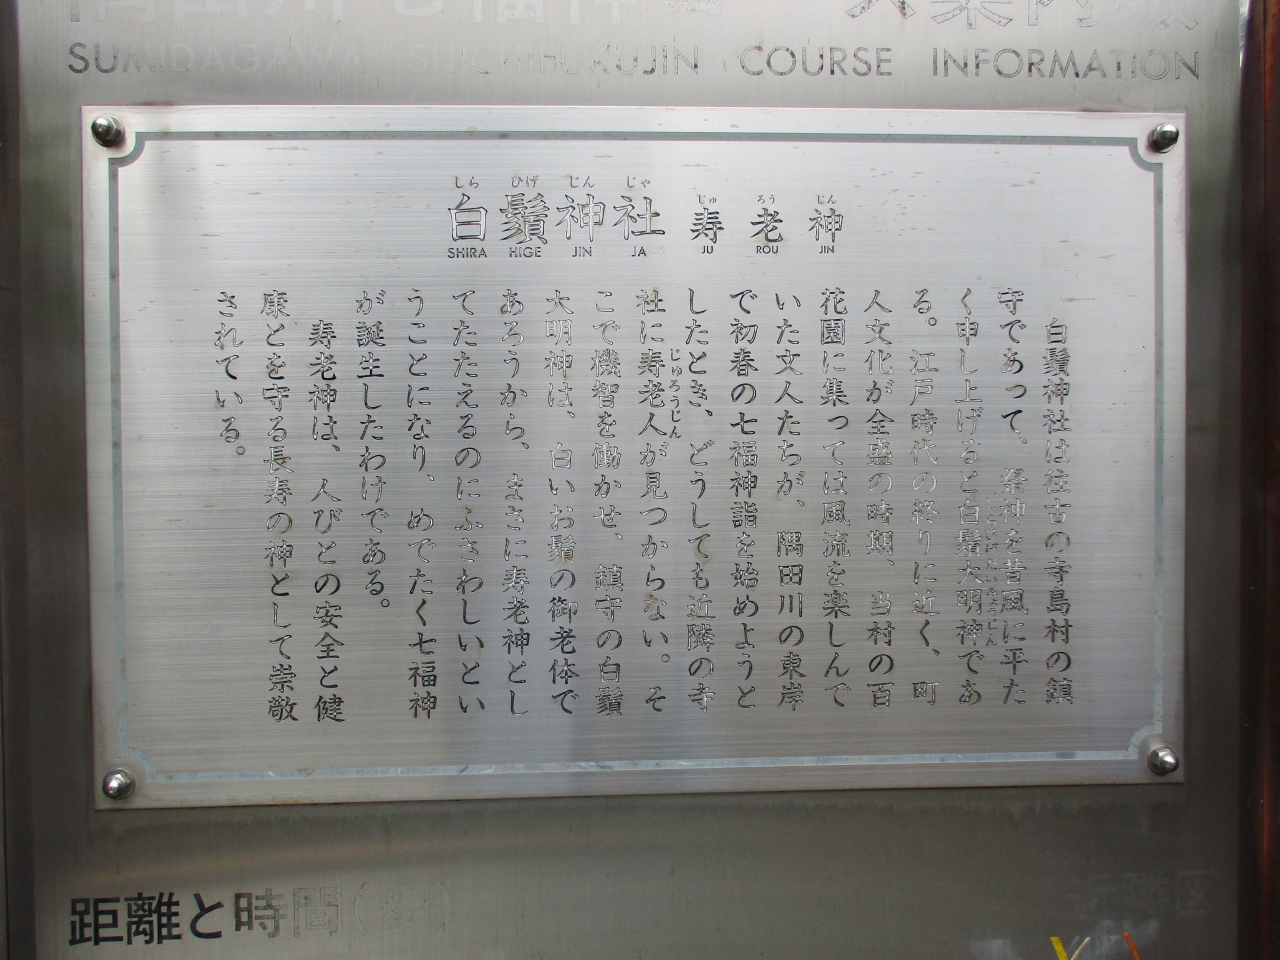 隅田川七福神
案内
SUMIDAGAWA SHICHIHUKUJIN COURSE INFORMATION
しら ひげ じん じゃ じゅ ろう じん
白鬚神社 寿老神
SHIRA HIGE JIN JA JU ROU JIN
白鬚神社は往古の寺島村の鎮
守であって。祭神を昔風に平た
く申し上げると白鬚大明神であ
る。江戸時代の終りに近く、町
人文化が全盛の時期、当村の百
花園に集っては風流を楽しんで
いた文人たちが、隅田川の東岸
で初春の七福神詣を始めようと
したとき、どうしても近隣の寺
社に寿老人が見つからない。そ
じゅろうじん
こで機智を働かせ、鎮守の白鬚
大明神は、白いお鬚の御老体で
あろうから、まさに寿老神とし
てたたえるのにふさわしいとい
うことになり、めでたく七福神
が誕生したわけである。
寿老神は、人びとの安全と健
康とを守る長寿の神として崇敬
されている。
距離と時間